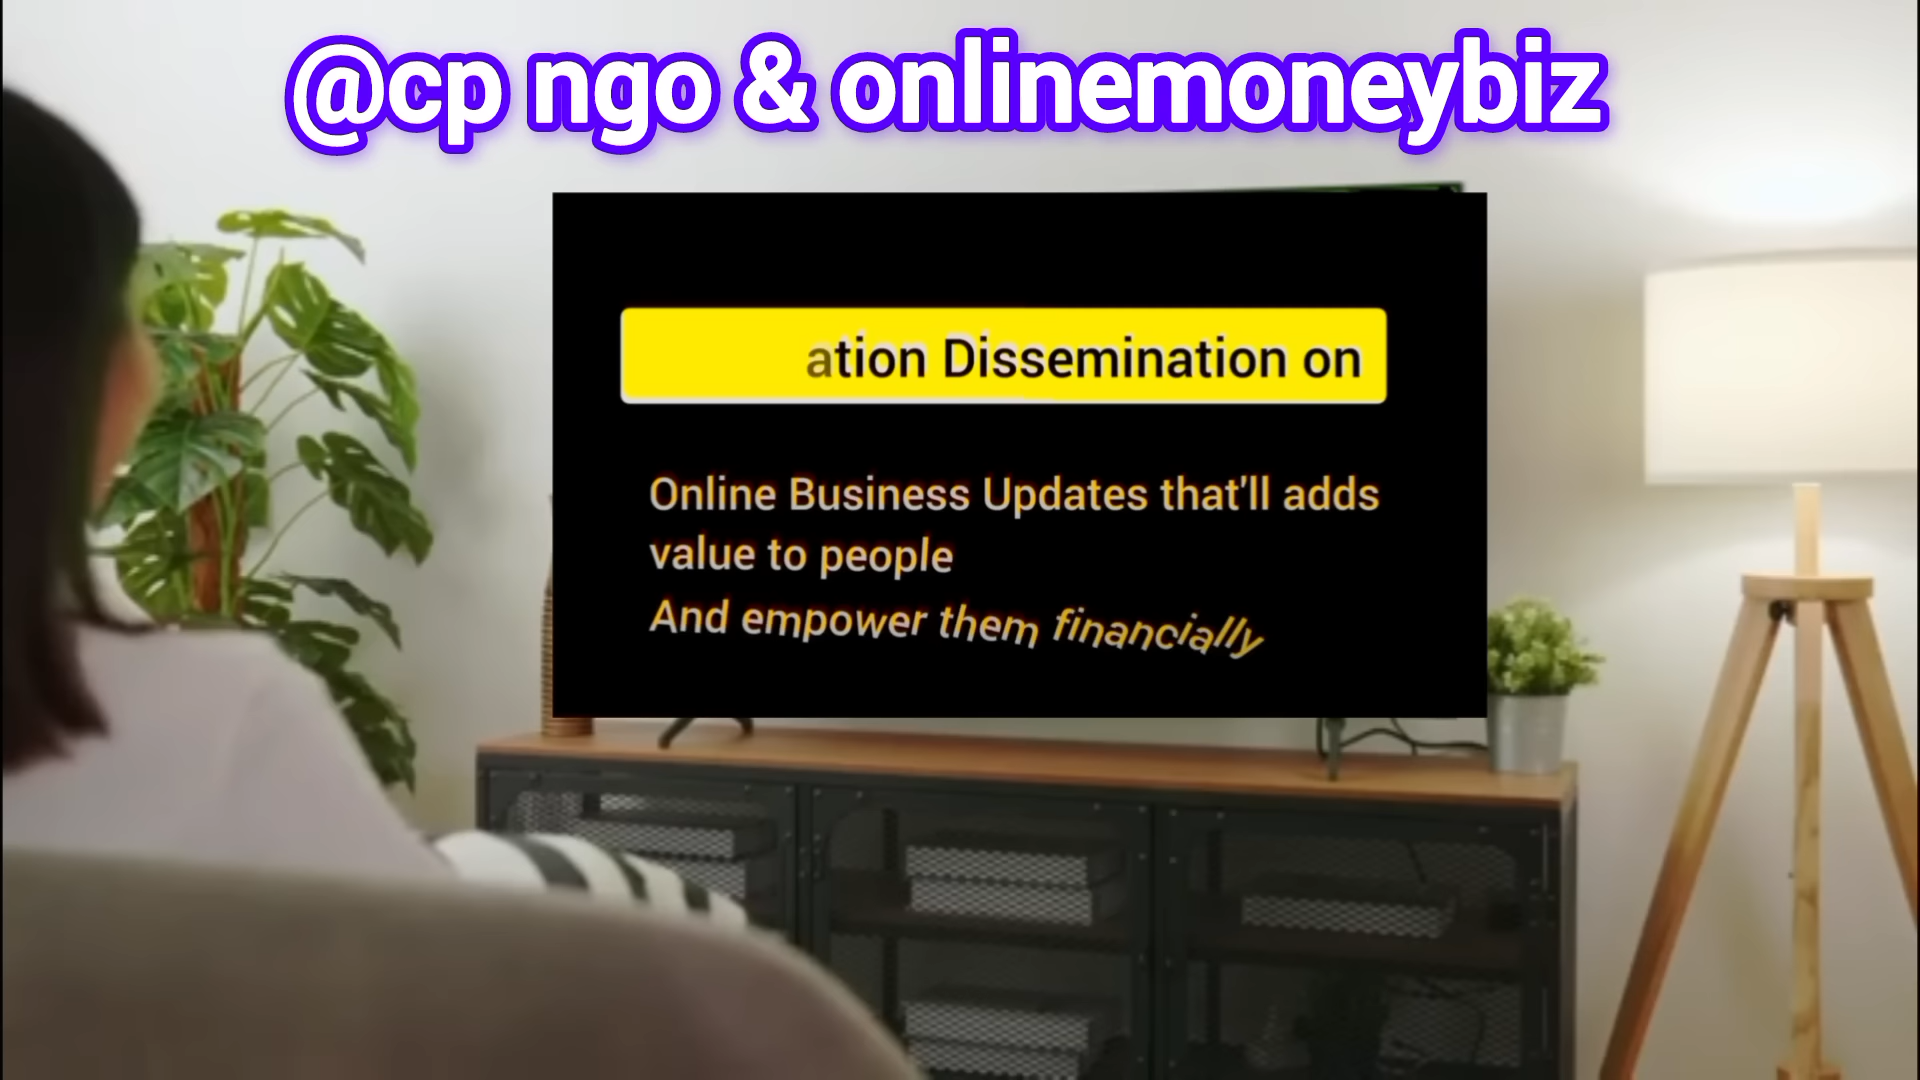 @cp ngo & onlinemoneybiz
ation Dissemination on
Online Business Updates that'll adds
value to people
And empower them financially